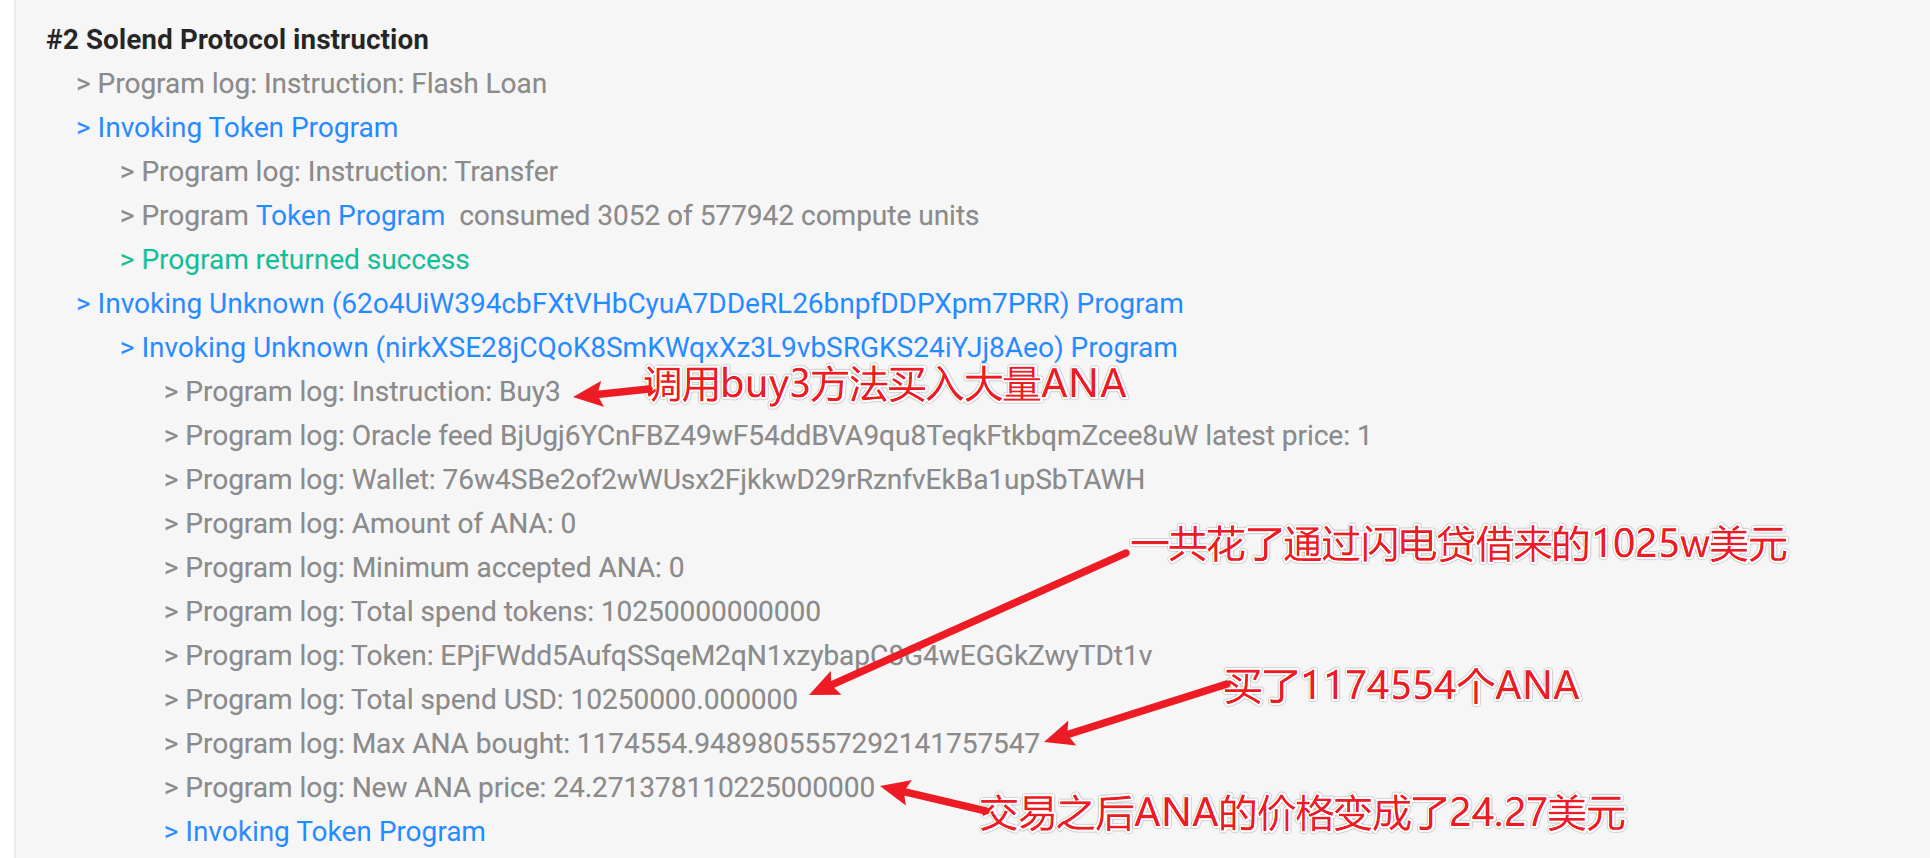 #2 Solend Protocol instruction
> Program log: Instruction: Flash Loan
> Invoking Token Program
> Program log: Instruction: Transfer
> Program Token Program consumed 3052 of 577942 compute units
> Program returned success
> Invoking Unknown (62o4UiW394cbFXtVHbCyuA7DDeRL26bnpfDDPXpm7PRR) Program
> Invoking Unknown (nirkXSE28jCQoK8SmKWqxXz3L9vbSRGKS24iYJj8Aeo) Program
> Program log: Instruction: Buy3
调用buy3方法买入大量ANA
> Program log: Oracle feed BjUgj6YCnFBZ49wF54ddBVA9qu8TeqkFtkbqmZcee8uW latest price: 1
> Program log: Wallet: 76w4SBe2of2wWUsx2FjkkwD29rRznfvEkBa1upSbTAWH
> Program log: Amount of ANA: 0
一共花了通过闪电贷借来的1025w美元
> Program log: Minimum accepted ANA: 0
> Program log: Total spend tokens: 10250000000000
> Program log: Token: EPjFWdd5AufqSSqeM2qN1xzybapC8G4wEGGkZwyTDt1v
> Program log: Total spend USD: 10250000.000000
买了1174554个ANA
> Program log: Max ANA bought: 1174554.9489805557292141757547
> Program log: New ANA price: 24.271378110225000000
交易之后ANA的价格变成了24.27美元
> Invoking Token Program